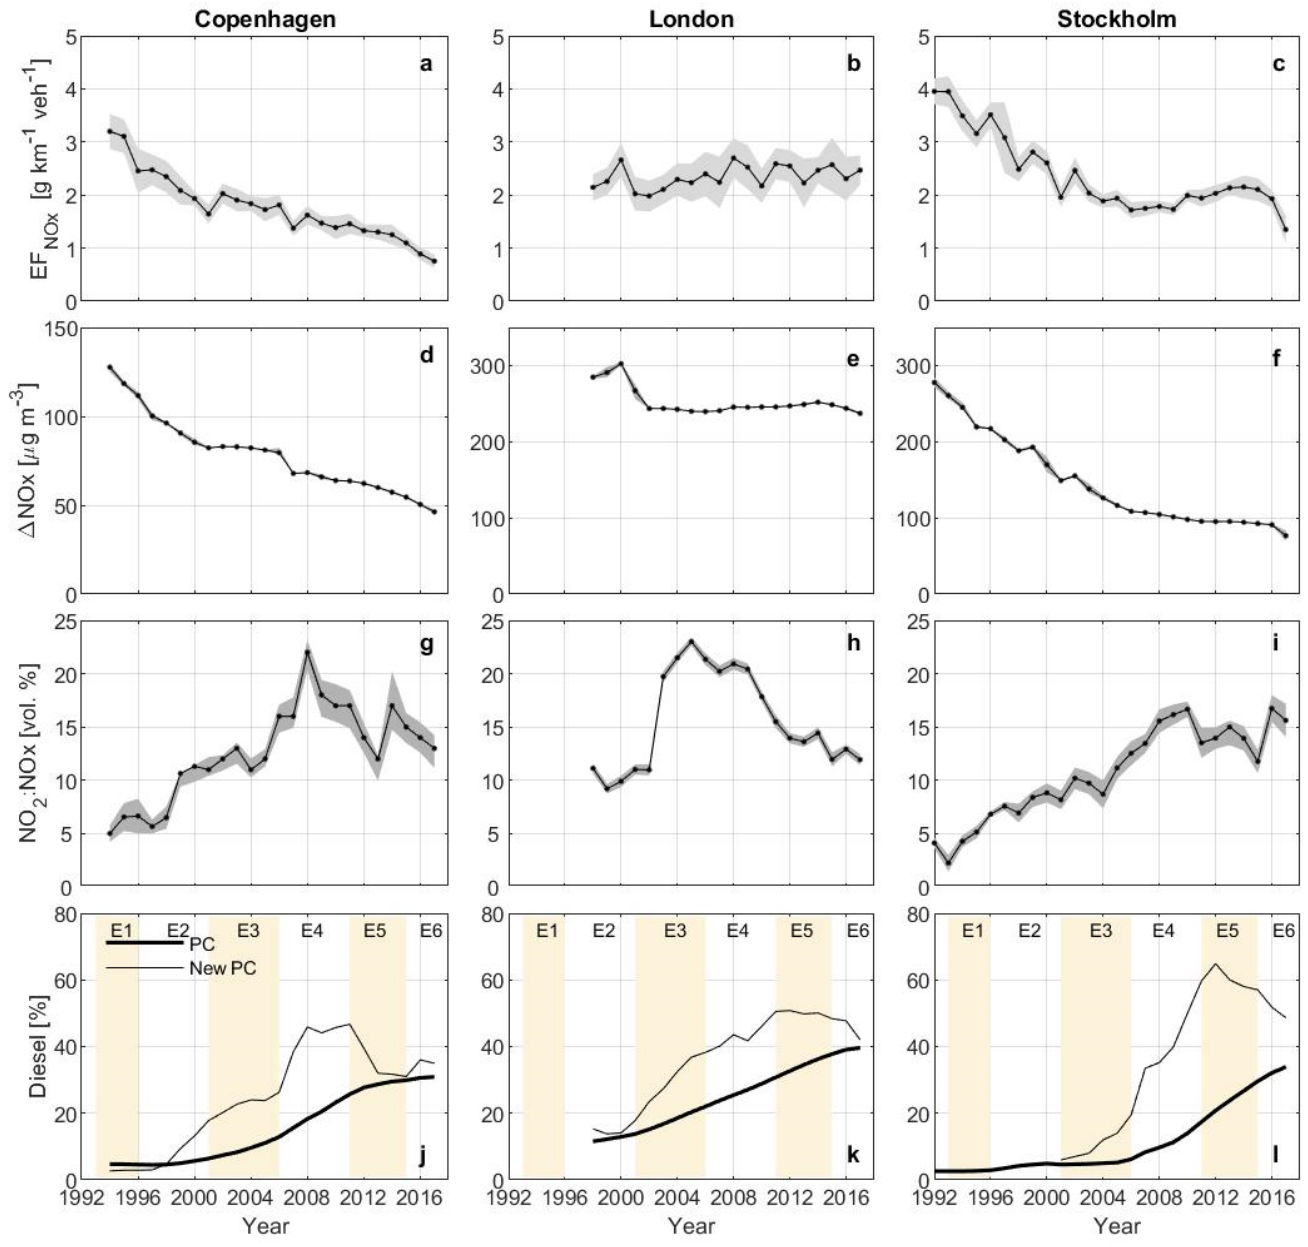 Copenhagen London Stockholm
EF_NOx [g km⁻¹ veh⁻¹]
5 4 3 2 1 0 a
5 4 3 2 1 0 b
5 4 3 2 1 0 c
ΔNOx [μg m⁻³]
150 100 50 0 d
300 200 100 0 e
300 200 100 0 f
NO₂:NOx [vol. %]
25 20 15 10 5 0 g
25 20 15 10 5 0 h
25 20 15 10 5 0 i
Diesel [%]
80 60 40 20 0
E1 E2 E3 E4 E5 E6
PC
New PC
j
80 60 40 20 0
E1 E2 E3 E4 E5 E6
k
80 60 40 20 0
E1 E2 E3 E4 E5 E6
l
1992 1996 2000 2004 2008 2012 2016
1992 1996 2000 2004 2008 2012 2016
1992 1996 2000 2004 2008 2012 2016
Year Year Year